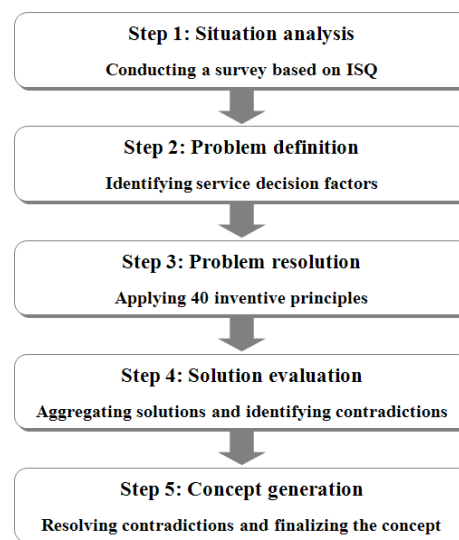 Step 1: Situation analysis
Conducting a survey based on ISQ
Step 2: Problem definition
Identifying service decision factors
Step 3: Problem resolution
Applying 40 inventive principles
Step 4: Solution evaluation
Aggregating solutions and identifying contradictions
Step 5: Concept generation
Resolving contradictions and finalizing the concept